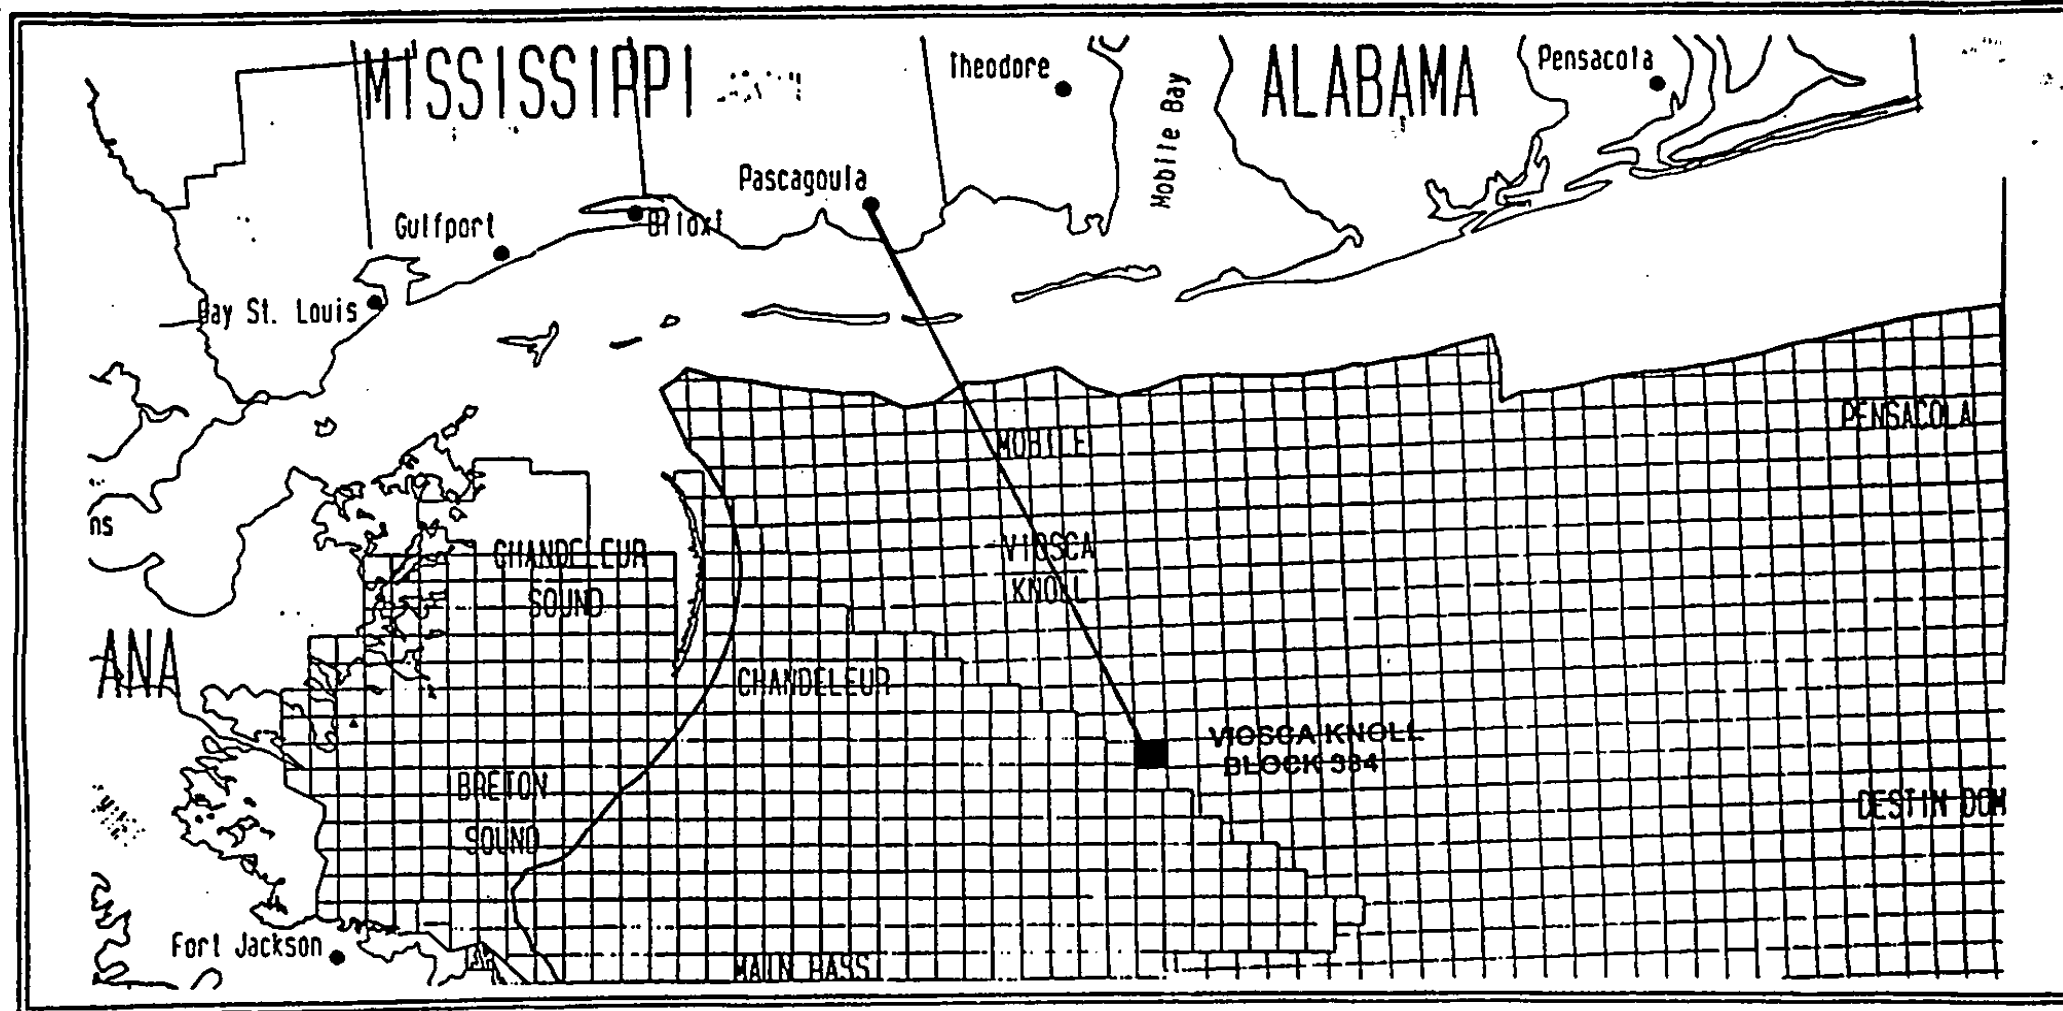 MISSISSIPPI
Theodore
Mobile Bay
ALABAMA
Pensacola
Pascagoula
Gulfport
Biloxi
Bay St. Louis
PENSACOLA
MOBILE
ns
VIOSCA
KNOLL
CHANDELEUR
SOUND
ANA
CHANDELEUR
VIOSCA KNOLL
BLOCK
BRETON
SOUND
DESTIN DOM
Fort Jackson
MAIN PASS